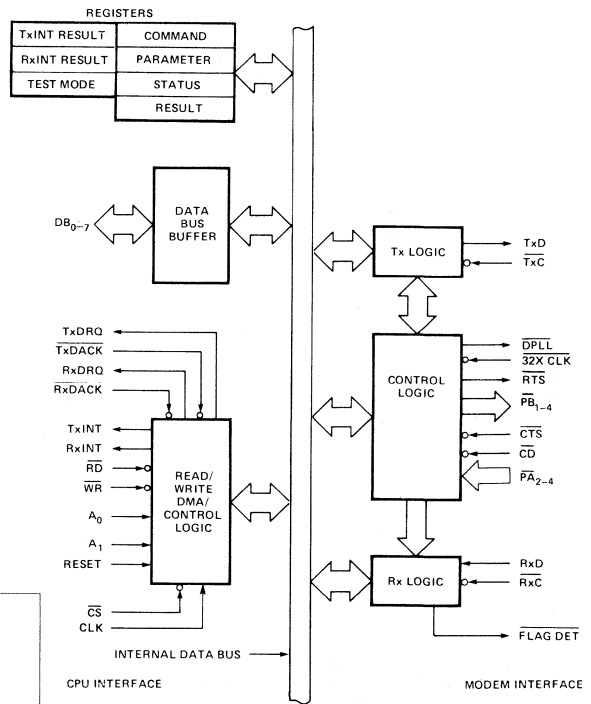 REGISTERS
TxINT RESULT
COMMAND
RxINT RESULT
PARAMETER
TEST MODE
STATUS
RESULT
DB0–7
DATA
BUS
BUFFER
Tx LOGIC
TxD
TxC
TxDRQ
TxDACK
RxDRQ
RxDACK
TxINT
RxINT
RD
WR
A0
A1
RESET
CS
CLK
READ/
WRITE
DMA/
CONTROL
LOGIC
CONTROL
LOGIC
DPLL
32X CLK
RTS
PB1–4
CTS
CD
PA2–4
Rx LOGIC
RxD
RxC
FLAG DET
INTERNAL DATA BUS
CPU INTERFACE
MODEM INTERFACE